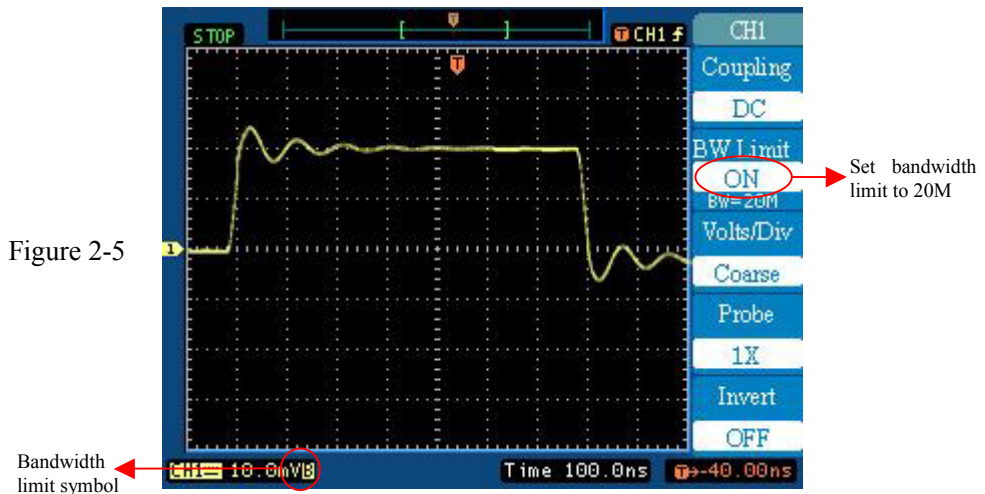 STOP
T
T CH1
T
CH1
Coupling
DC
BW Limit
ON
BW=20M
Volts/Div
Coarse
Probe
1X
Invert
OFF
Set bandwidth
limit to 20M
Figure 2-5
1
Bandwidth
limit symbol
CH1 10.0mV B
Time 100.0ns
T→-40.00ns